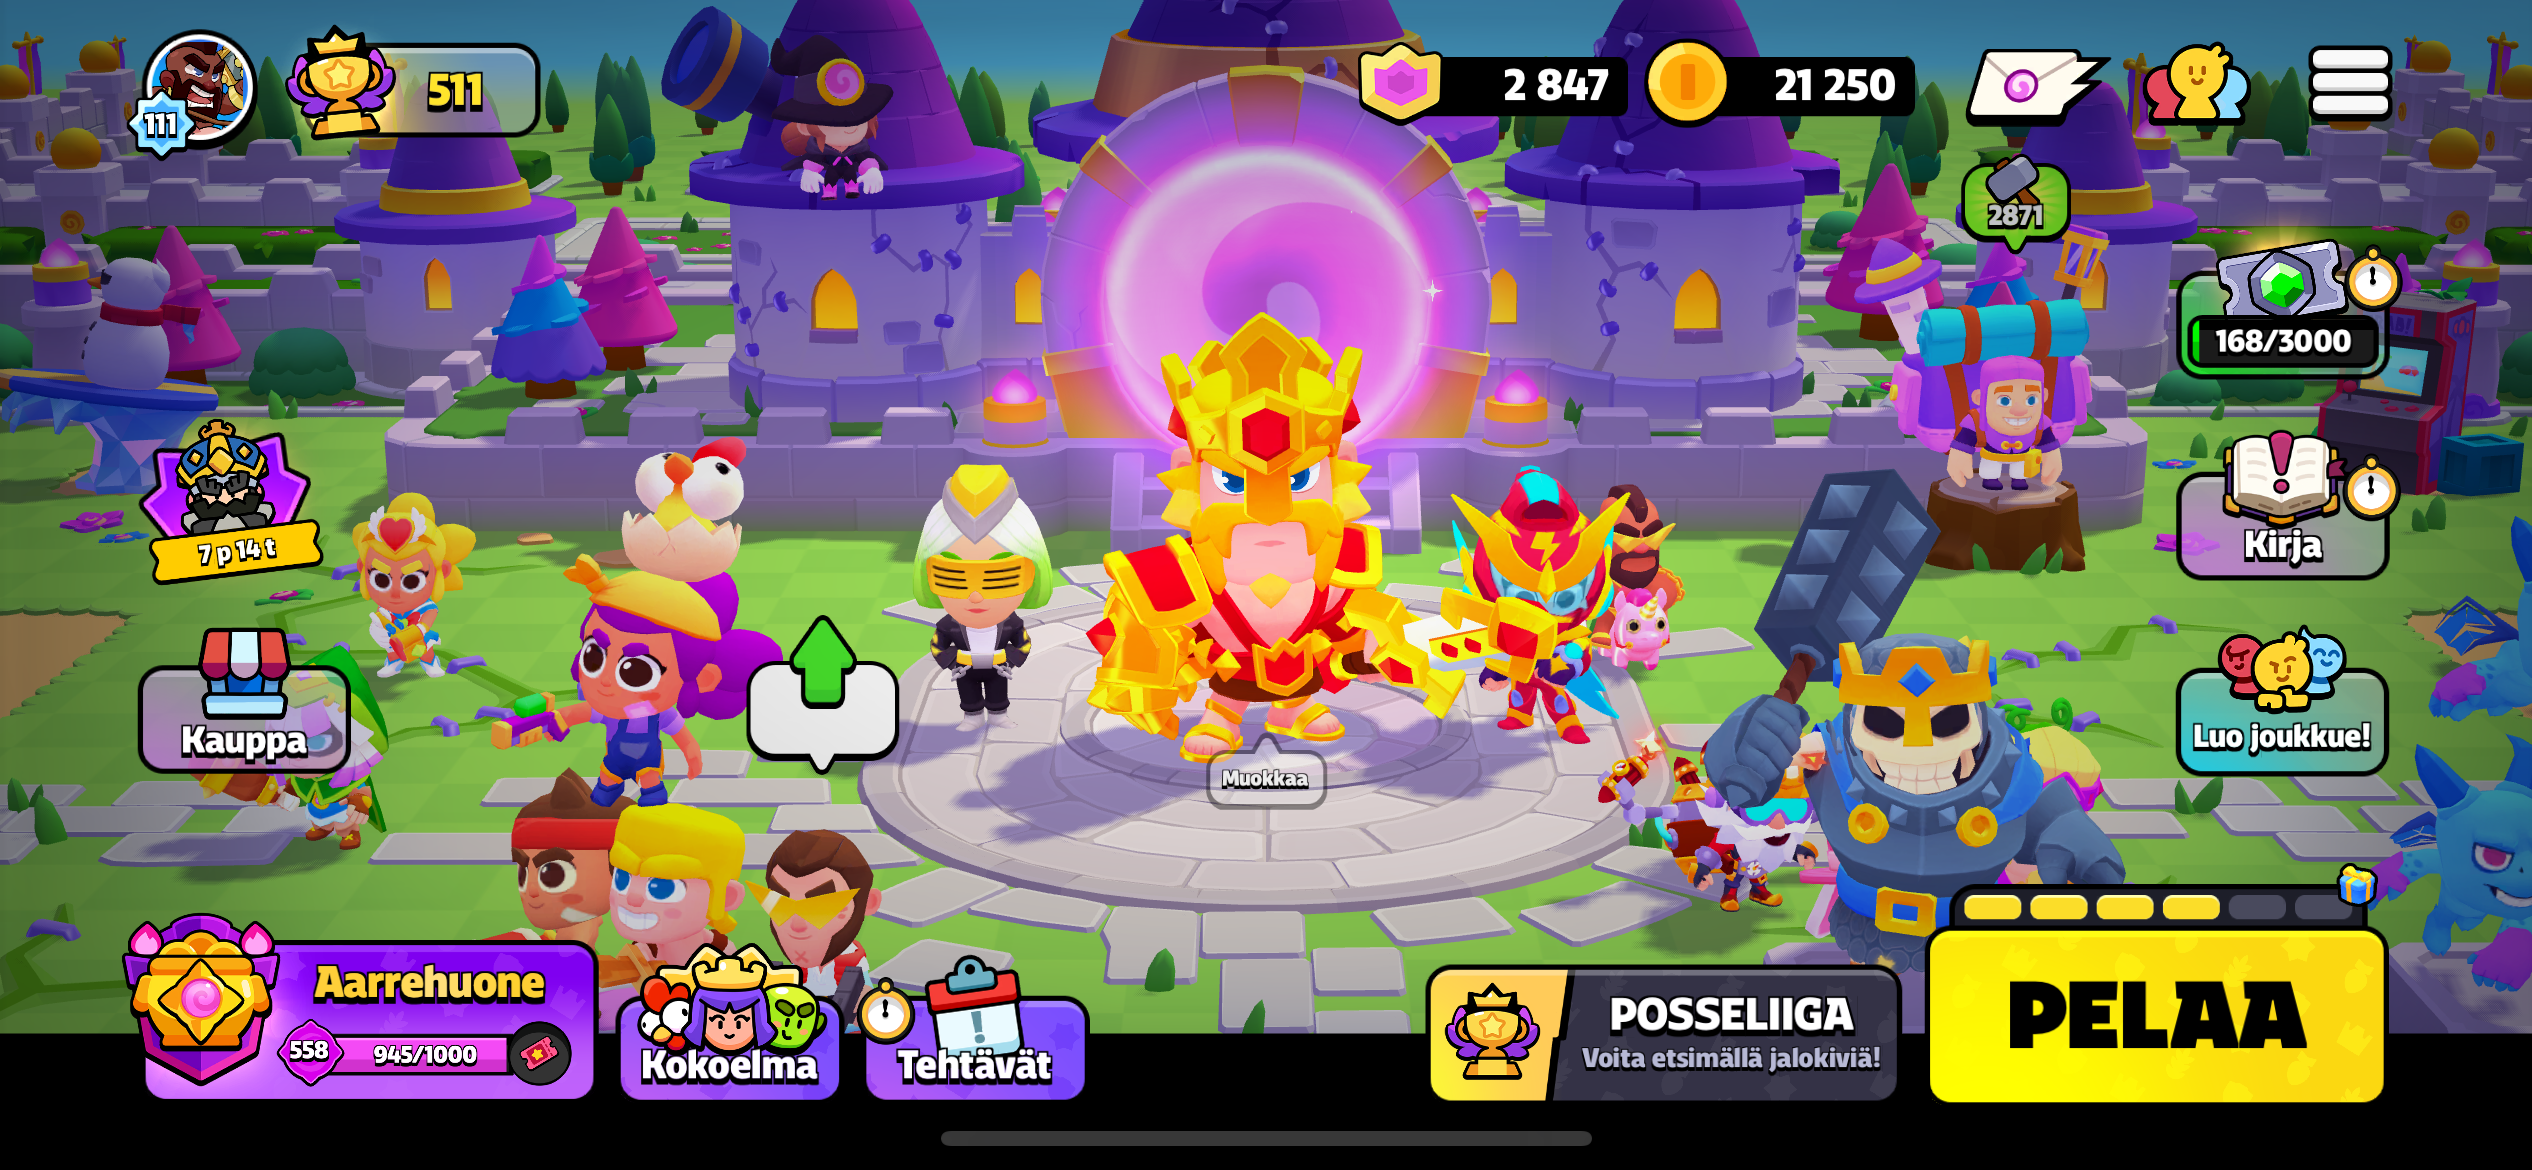 111
511
2 847
21 250
2871
168/3000
7 p 14 t
Kirja
Kauppa
Luo joukkue!
Muokkaa
Aarrehuone
558
945/1000
Kokoelma
Tehtävät
POSSELIIGA
Voita etsimällä jalokiviä!
PELAA